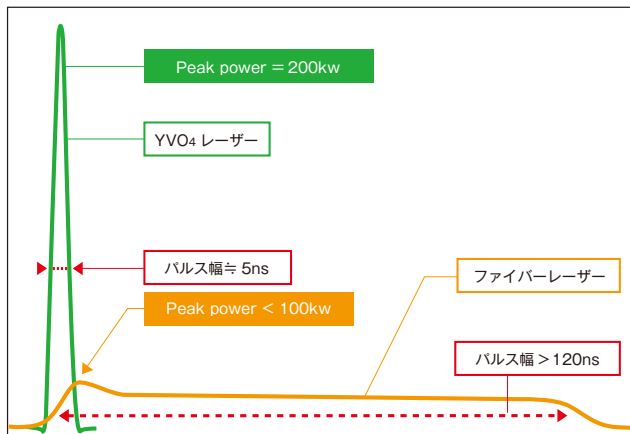 Peak power = 200kw
YVO4 レーザー
パルス幅≒ 5ns
ファイバーレーザー
Peak power < 100kw
パルス幅 > 120ns